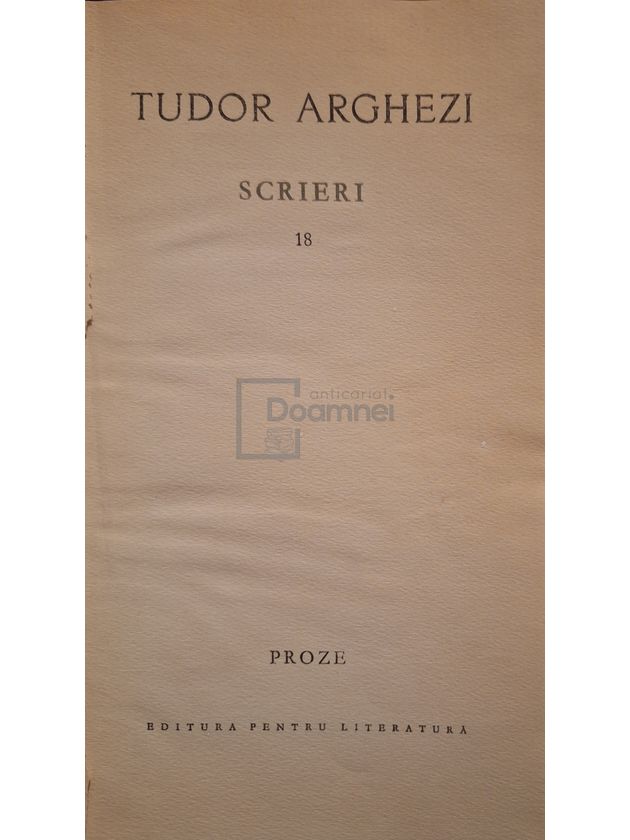 TUDOR ARGHEZI
SCRIERI
18
anticariat
Doamnei
PROZE
EDITURA PENTRU LITERATURĂ